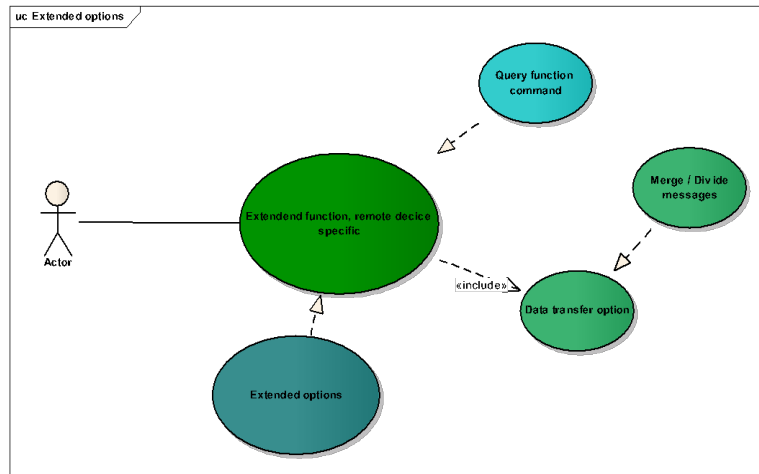 uc Extended options
Query function
command
Merge / Divide
messages
Extendend function, remote decice
specific
Actor
«include»
Data transfer option
Extended options